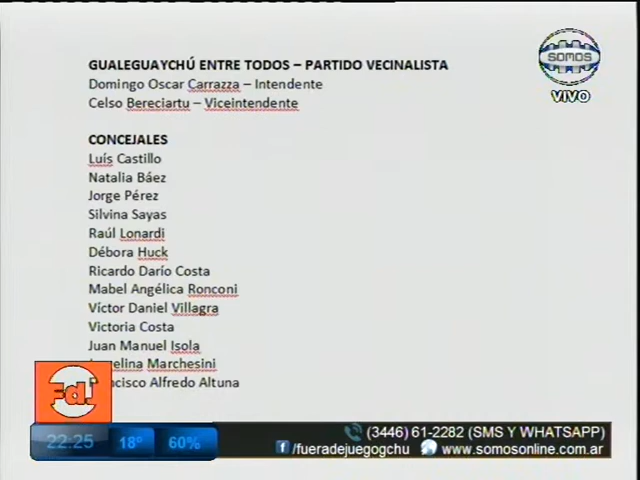 GUALEGUAYCHÚ ENTRE TODOS – PARTIDO VECINALISTA
Domingo Oscar Carrazza – Intendente
Celso Bereciartu – Viceintendente
CONCEJALES
Luís Castillo
Natalia Báez
Jorge Pérez
Silvina Sayas
Raúl Lonardi
Débora Huck
Ricardo Darío Costa
Mabel Angélica Ronconi
Víctor Daniel Villagra
Victoria Costa
Juan Manuel Isola
Marchesini
Alfredo Altuna
SOMOS
VIVO
Fd!
22:25 18º 60%
(3446) 61-2282 (SMS Y WHATSAPP)
f /fueradejuegogchu www.somosonline.com.ar